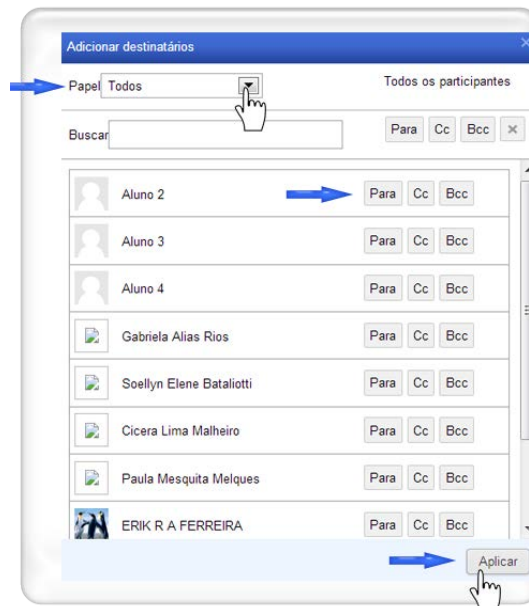 Adicionar destinatários ×
Papel Todos Todos os participantes
Buscar Para Cc Bcc ×
Aluno 2 Para Cc Bcc
Aluno 3 Para Cc Bcc
Aluno 4 Para Cc Bcc
Gabriela Alias Rios Para Cc Bcc
Soellyn Elene Bataliotti Para Cc Bcc
Cicera Lima Malheiro Para Cc Bcc
Paula Mesquita Melques Para Cc Bcc
ERIK R A FERREIRA Para Cc Bcc
Aplicar